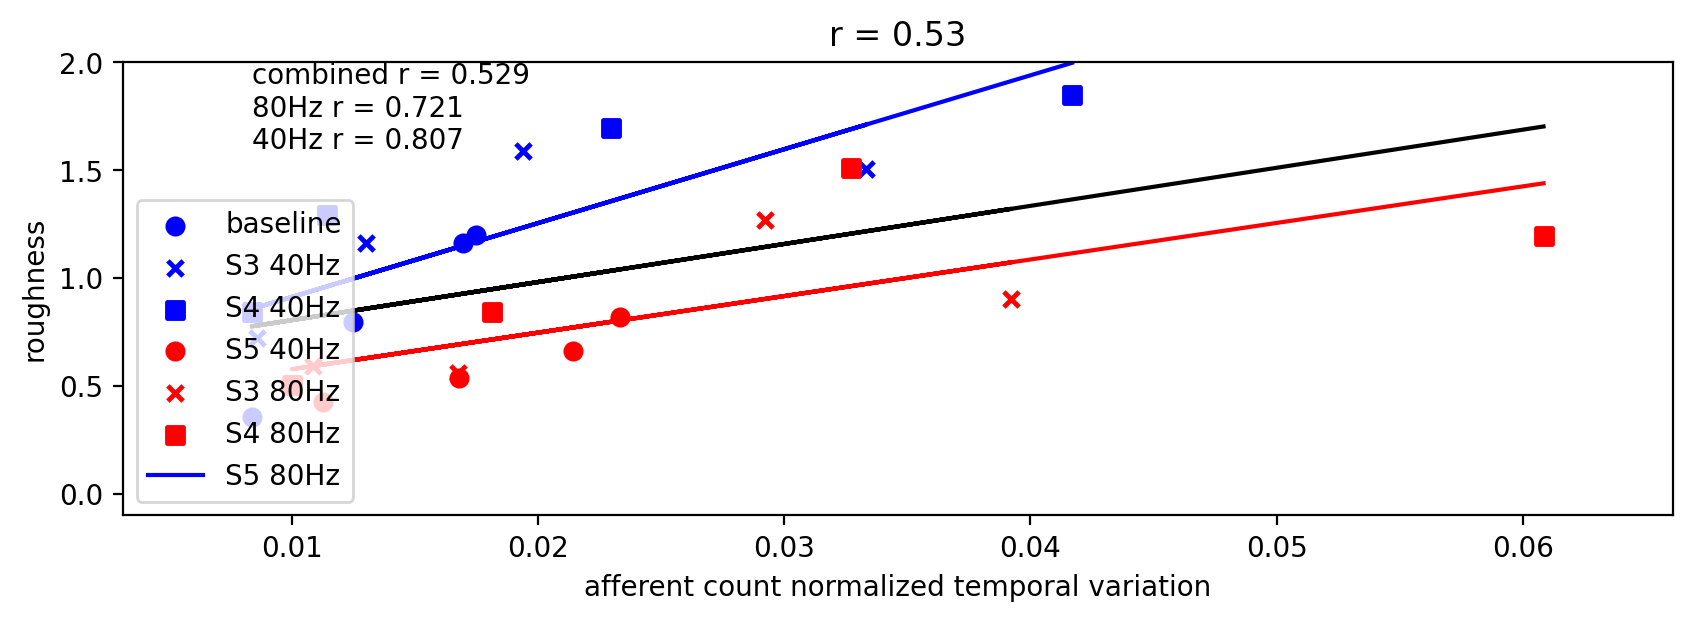 r = 0.53
combined r = 0.529
80Hz r = 0.721
40Hz r = 0.807
2.0
1.5
1.0
0.5
0.0
roughness
baseline
S3 40Hz
S4 40Hz
S5 40Hz
S3 80Hz
S4 80Hz
S5 80Hz
0.01 0.02 0.03 0.04 0.05 0.06
afferent count normalized temporal variation